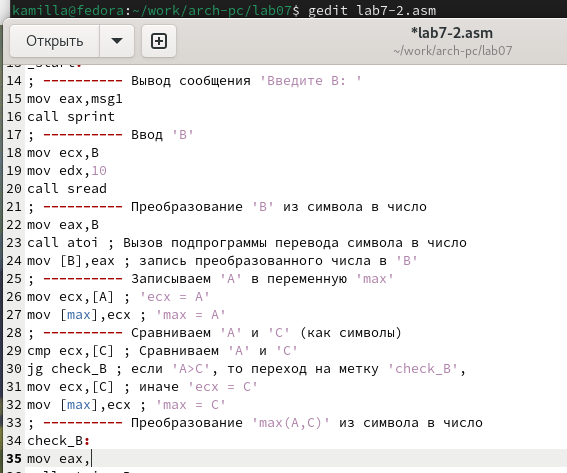 kamilla@fedora:~/work/arch-pc/lab07$ gedit lab7-2.asm
Открыть
*lab7-2.asm
~/work/arch-pc/lab07
13 _start:
14 ; ---------- Вывод сообщения 'Введите B: '
15 mov eax,msg1
16 call sprint
17 ; ---------- Ввод 'B'
18 mov ecx,B
19 mov edx,10
20 call sread
21 ; ---------- Преобразование 'B' из символа в число
22 mov eax,B
23 call atoi ; Вызов подпрограммы перевода символа в число
24 mov [B],eax ; запись преобразованного числа в 'B'
25 ; ---------- Записываем 'A' в переменную 'max'
26 mov ecx,[A] ; 'ecx = A'
27 mov [max],ecx ; 'max = A'
28 ; ---------- Сравниваем 'A' и 'C' (как символы)
29 cmp ecx,[C] ; Сравниваем 'A' и 'C'
30 jg check_B ; если 'A>C', то переход на метку 'check_B',
31 mov ecx,[C] ; иначе 'ecx = C'
32 mov [max],ecx ; 'max = C'
33 ; ---------- Преобразование 'max(A,C)' из символа в число
34 check_B:
35 mov eax,